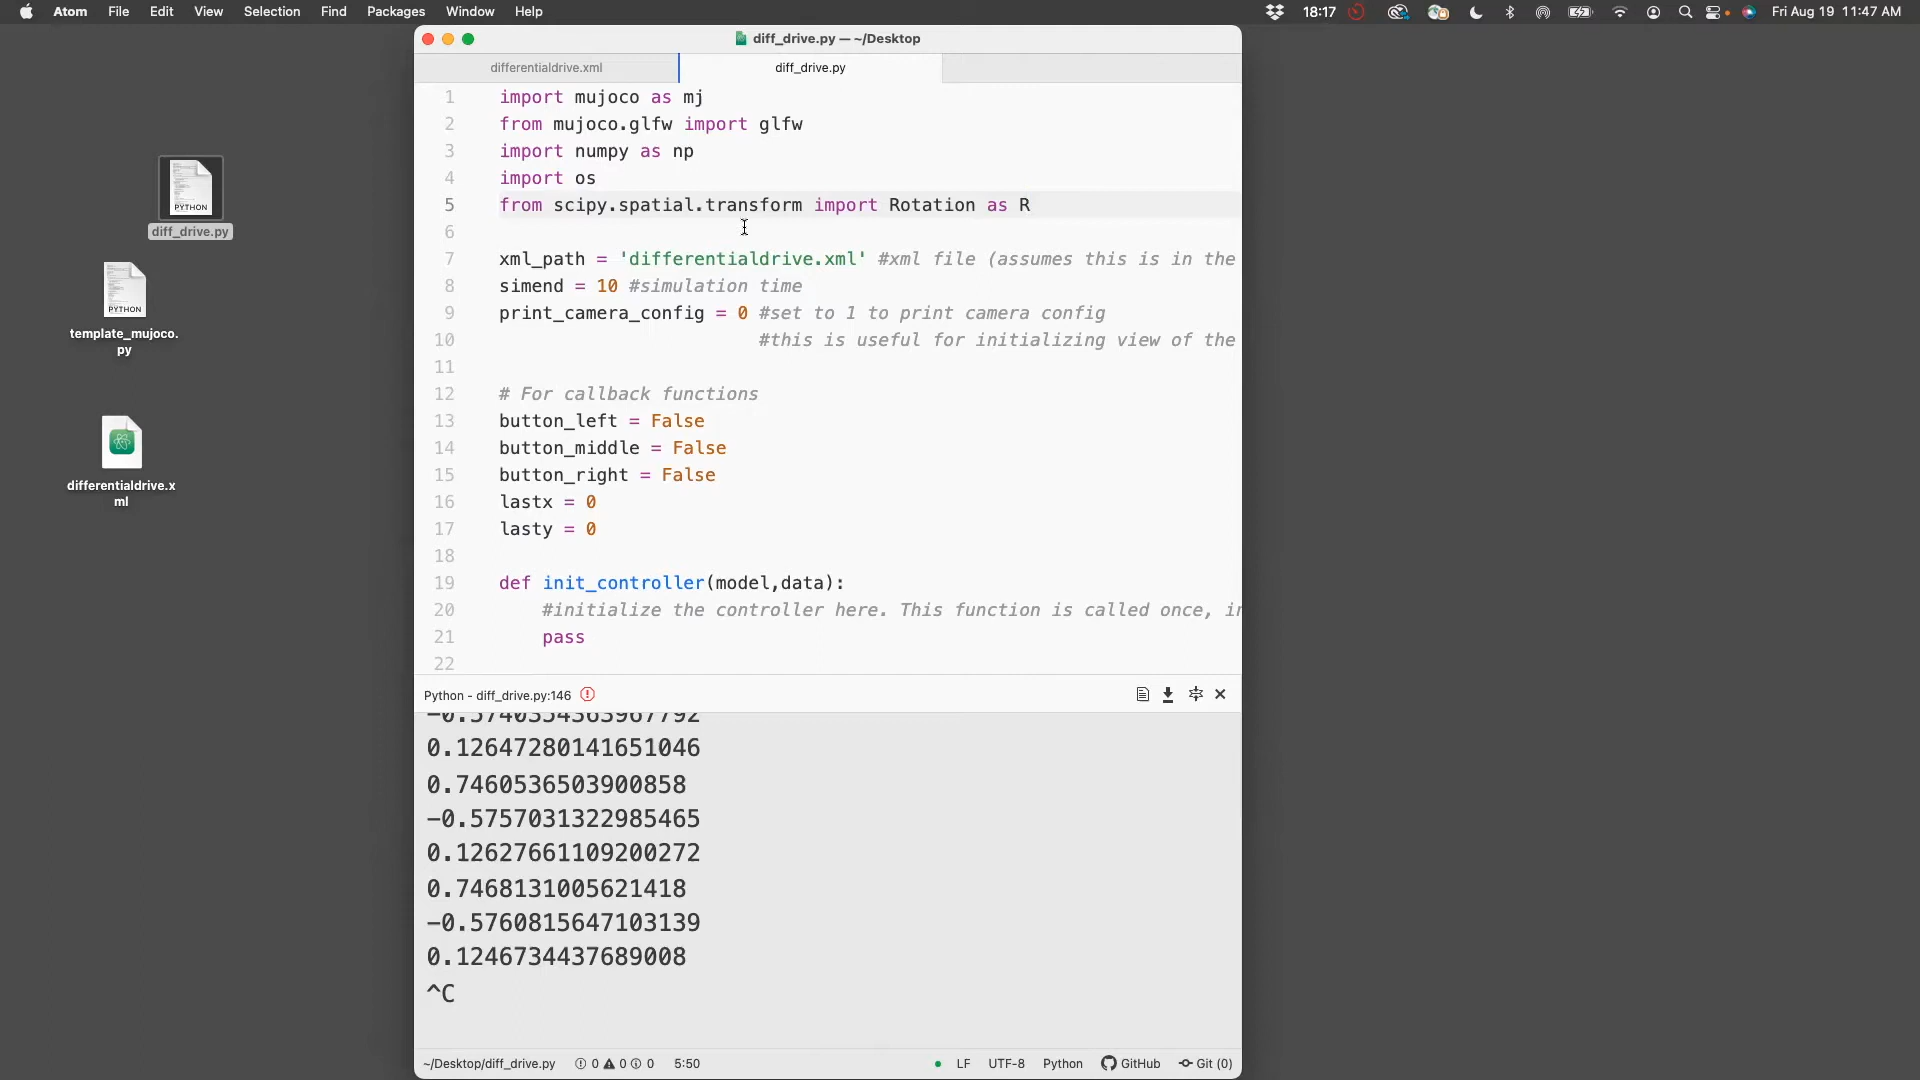 Atom File Edit View Selection Find Packages Window Help 18:17 Fri Aug 19 11:47 AM
diff_drive.py — ~/Desktop
differentialdrive.xml diff_drive.py
1 import mujoco as mj
2 from mujoco.glfw import glfw
3 import numpy as np
4 import os
5 from scipy.spatial.transform import Rotation as R
6
7 xml_path = 'differentialdrive.xml' #xml file (assumes this is in the
8 simend = 10 #simulation time
9 print_camera_config = 0 #set to 1 to print camera config
10 #this is useful for initializing view of the
11
12 # For callback functions
13 button_left = False
14 button_middle = False
15 button_right = False
16 lastx = 0
17 lasty = 0
18
19 def init_controller(model,data):
20 #initialize the controller here. This function is called once, in
21 pass
22
Python - diff_drive.py:146
-0.5740354363967792
0.12647280141651046
0.7460536503900858
-0.5757031322985465
0.12627661109200272
0.7468131005621418
-0.5760815647103139
0.1246734437689008
^C
~/Desktop/diff_drive.py 0 0 0 5:50 LF UTF-8 Python GitHub Git (0)
PYTHON
diff_drive.py
PYTHON
template_mujoco.
py
differentialdrive.x
ml